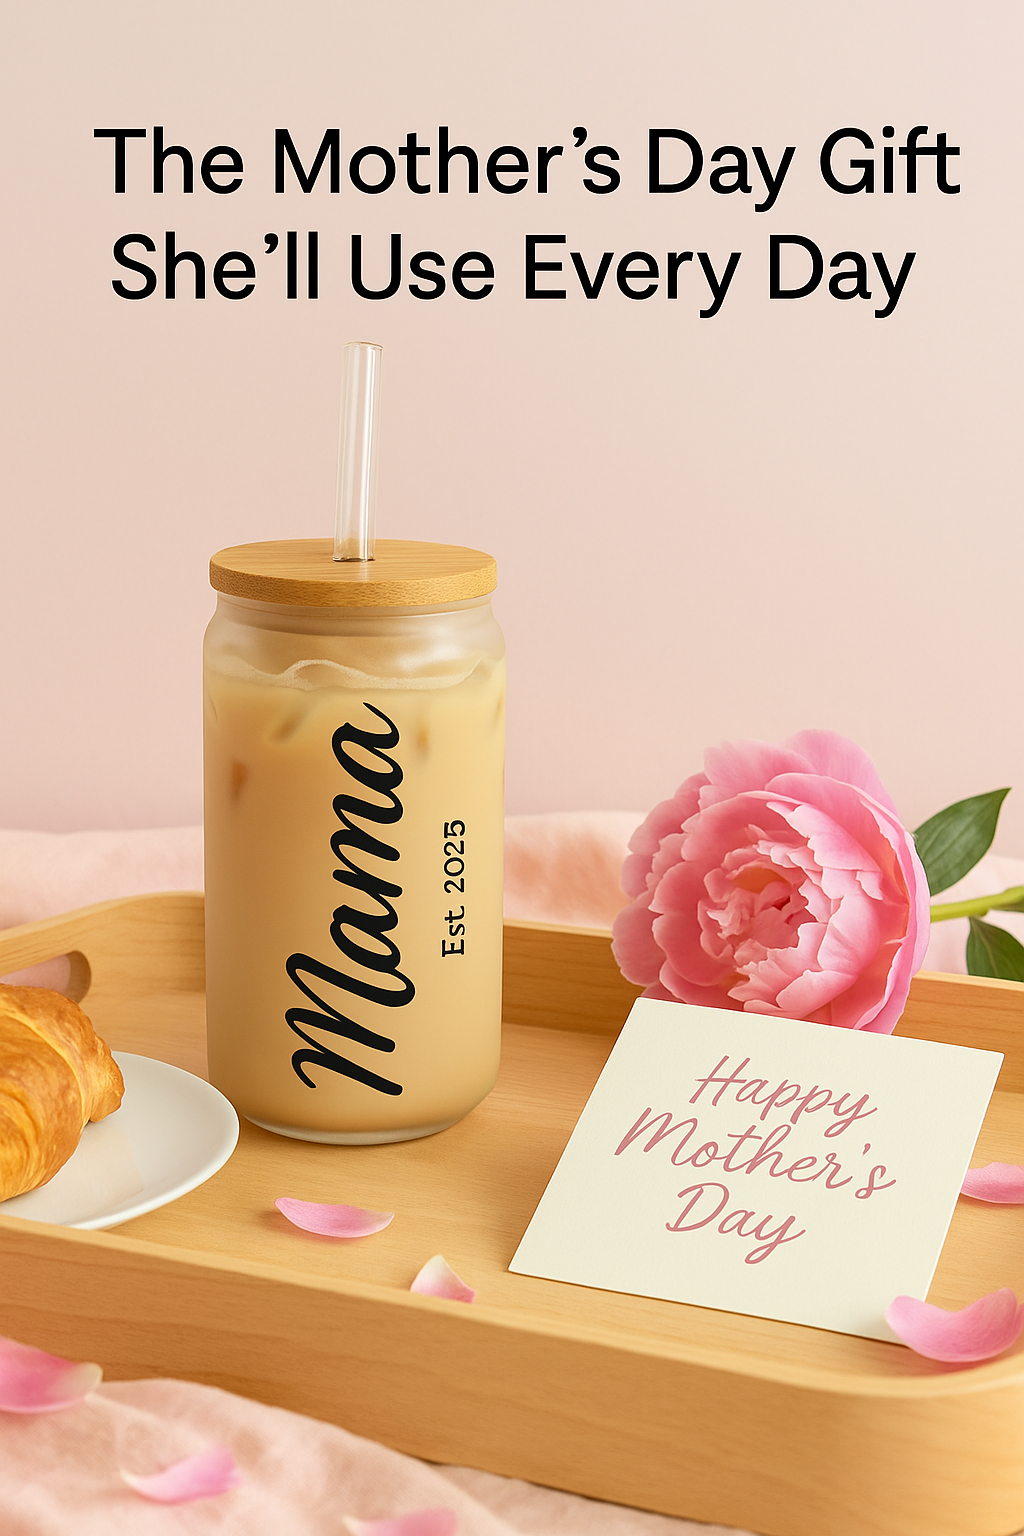 The Mother’s Day Gift
She’ll Use Every Day
Mama
Est. 2025
Happy
Mother's
Day